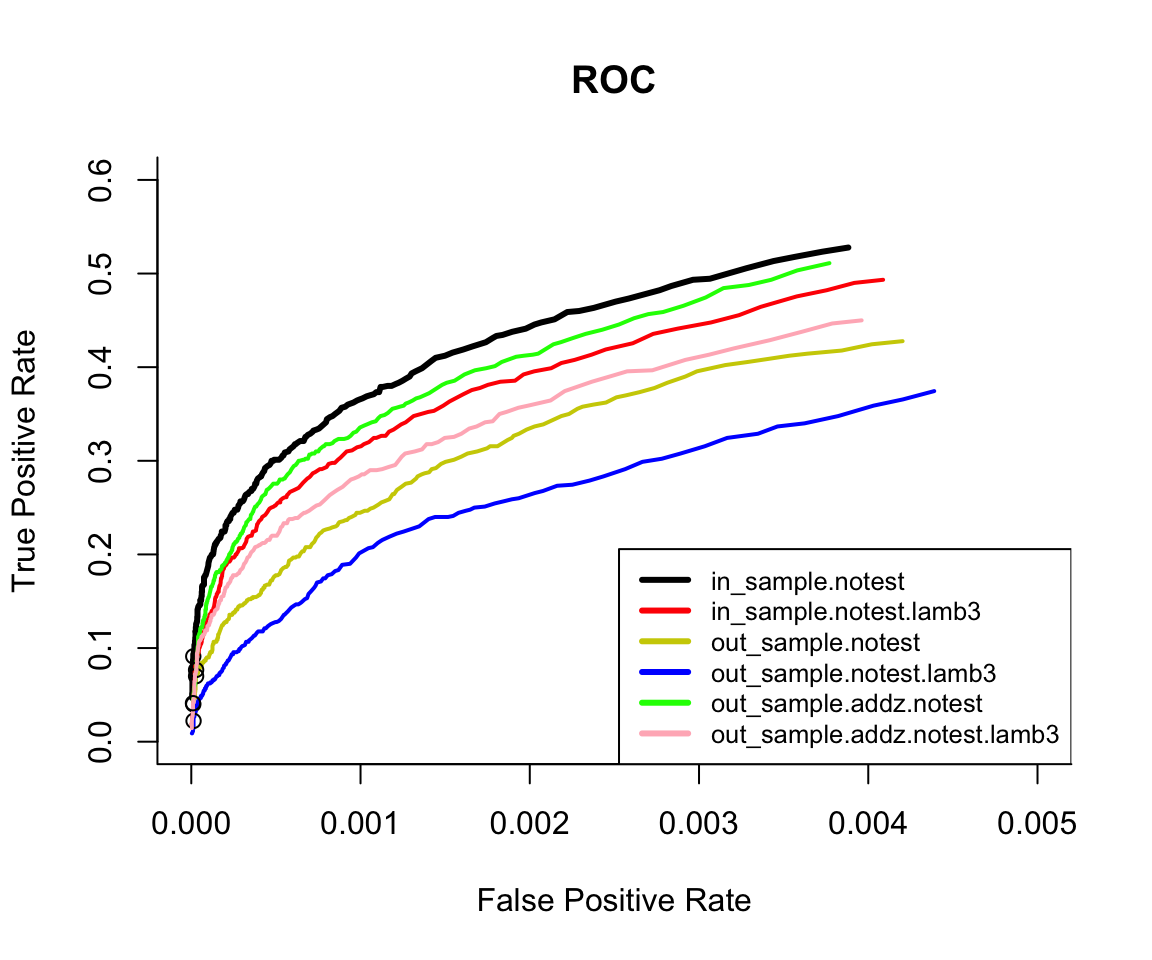 ROC
True Positive Rate
0.6
0.5
0.4
0.3
0.2
0.1
0.0
in_sample.notest
in_sample.notest.lamb3
out_sample.notest
out_sample.notest.lamb3
out_sample.addz.notest
out_sample.addz.notest.lamb3
0.000 0.001 0.002 0.003 0.004 0.005
False Positive Rate